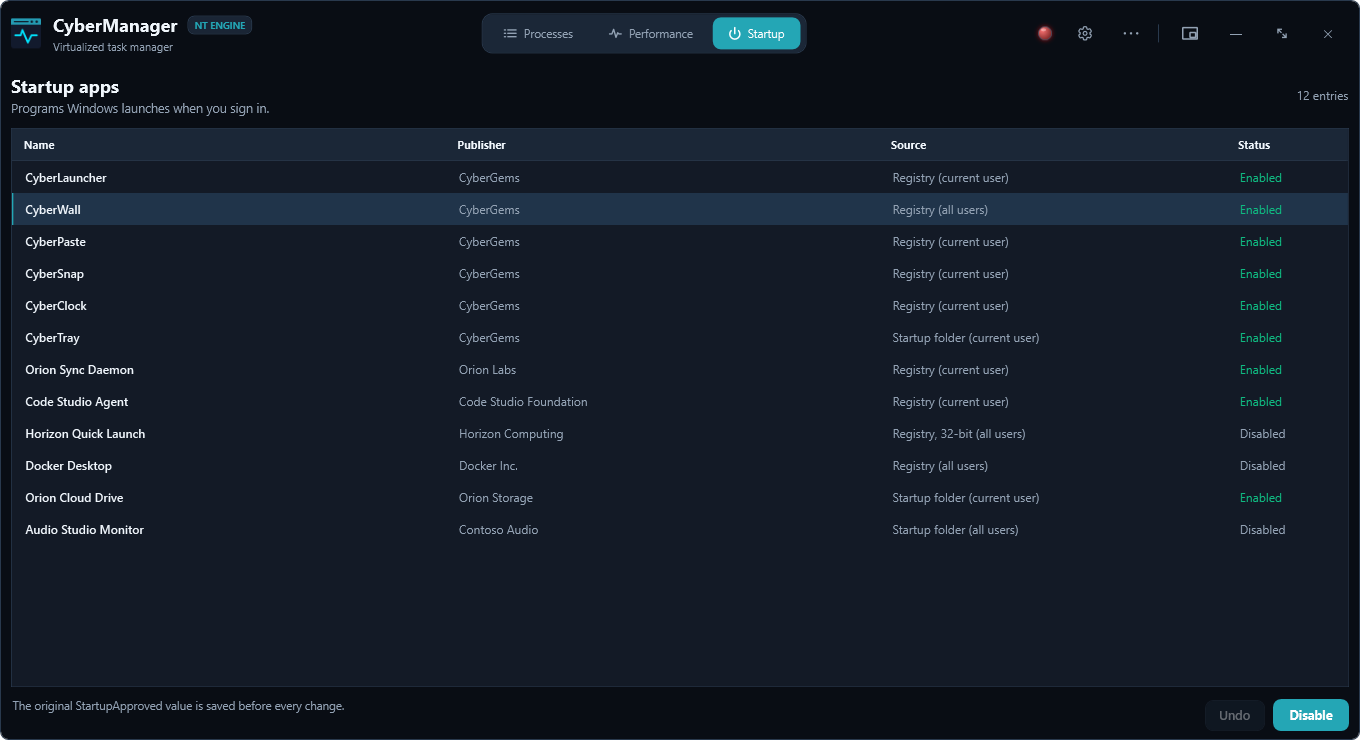 CyberManager NT ENGINE
Virtualized task manager
Processes Performance Startup
Startup apps
Programs Windows launches when you sign in.
12 entries
Name Publisher Source Status
CyberLauncher CyberGems Registry (current user) Enabled
CyberWall CyberGems Registry (all users) Enabled
CyberPaste CyberGems Registry (current user) Enabled
CyberSnap CyberGems Registry (current user) Enabled
CyberClock CyberGems Registry (current user) Enabled
CyberTray CyberGems Startup folder (current user) Enabled
Orion Sync Daemon Orion Labs Registry (current user) Enabled
Code Studio Agent Code Studio Foundation Registry (current user) Enabled
Horizon Quick Launch Horizon Computing Registry, 32-bit (all users) Disabled
Docker Desktop Docker Inc. Registry (all users) Disabled
Orion Cloud Drive Orion Storage Startup folder (current user) Enabled
Audio Studio Monitor Contoso Audio Startup folder (all users) Disabled
The original StartupApproved value is saved before every change.
Undo Disable